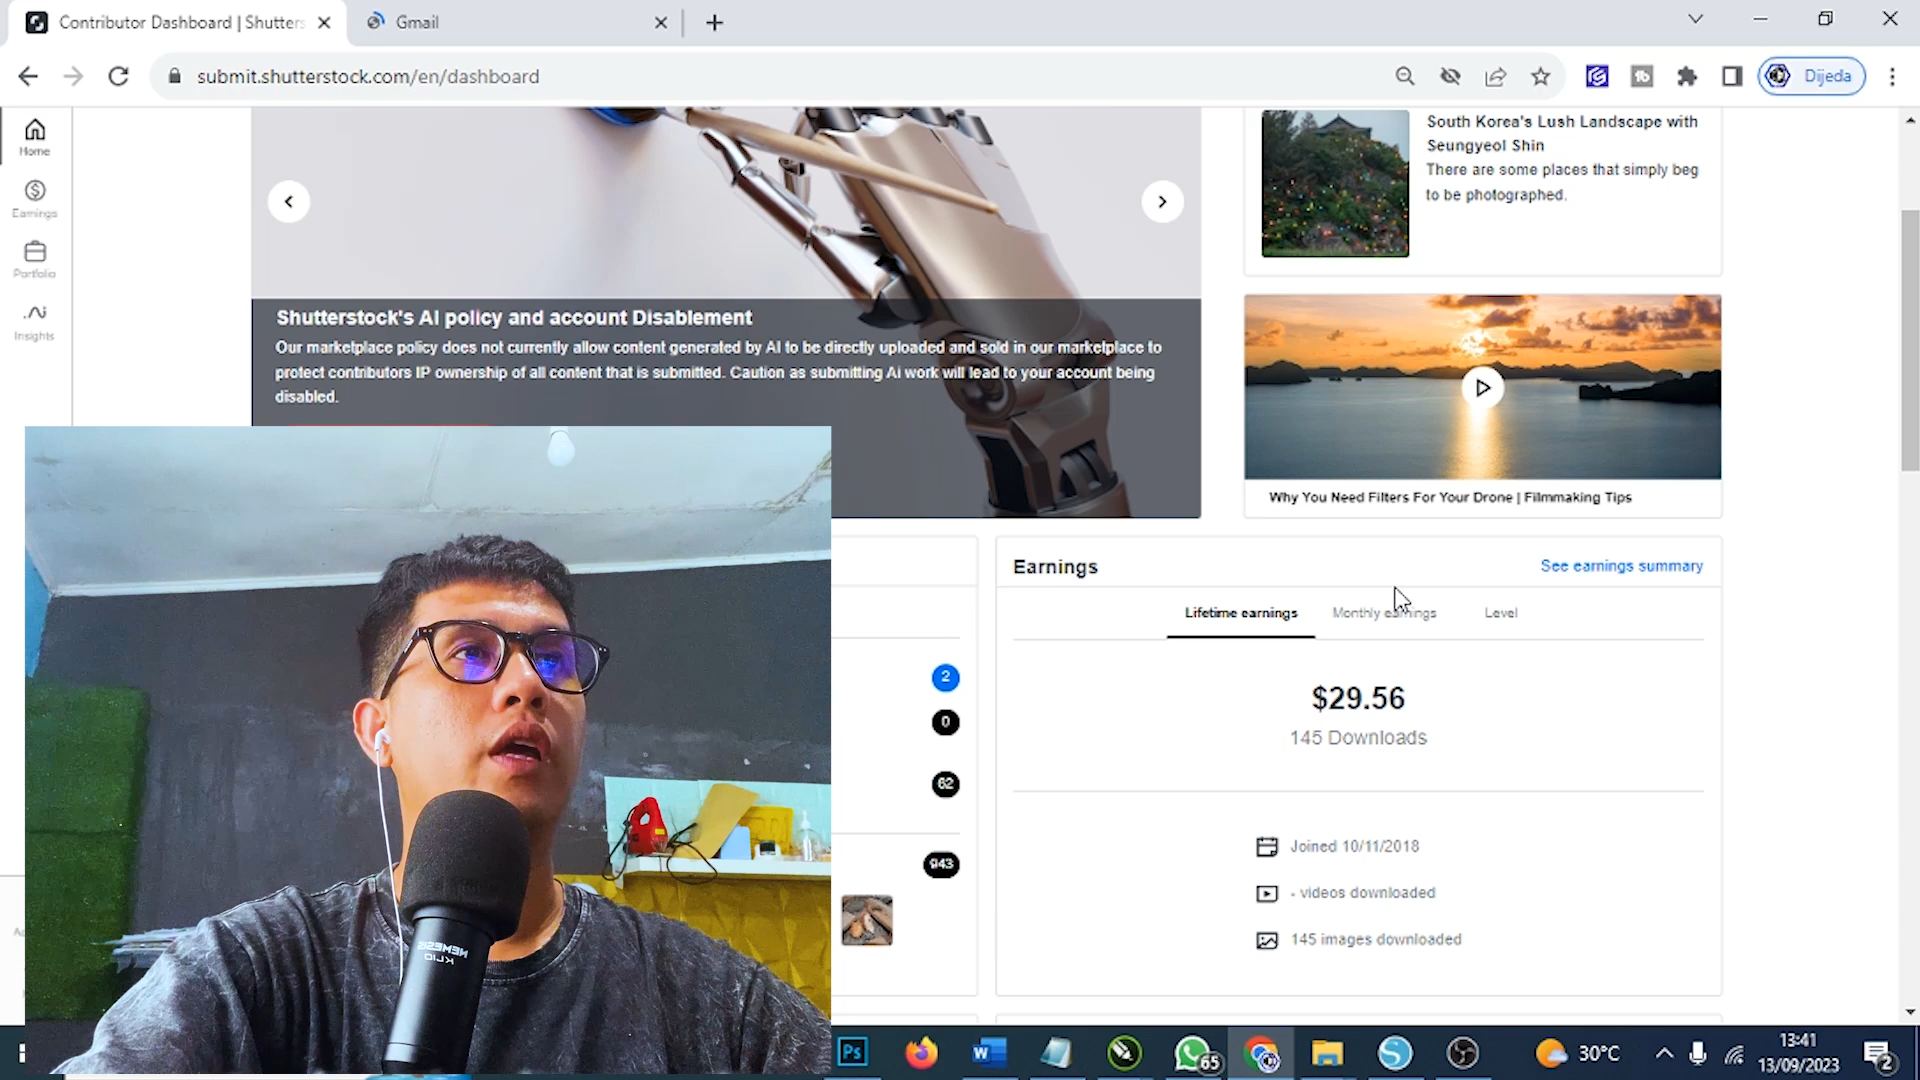 Contributor Dashboard | Shutters
Gmail
submit.shutterstock.com/en/dashboard
Dijeda
Home
Earnings
Portfolio
Insights
Shutterstock's AI policy and account Disablement
Our marketplace policy does not currently allow content generated by AI to be directly uploaded and sold in our marketplace to
protect contributors IP ownership of all content that is submitted. Caution as submitting Ai work will lead to your account being
disabled.
South Korea's Lush Landscape with
Seungyeol Shin
There are some places that simply beg
to be photographed.
Why You Need Filters For Your Drone | Filmmaking Tips
2
0
62
943
Earnings
See earnings summary
Lifetime earnings
Monthly earnings
Level
$29.56
145 Downloads
Joined 10/11/2018
- videos downloaded
145 images downloaded
NEMESIS
KLIO
Ps
W
65
30°C
13:41
13/09/2023
2